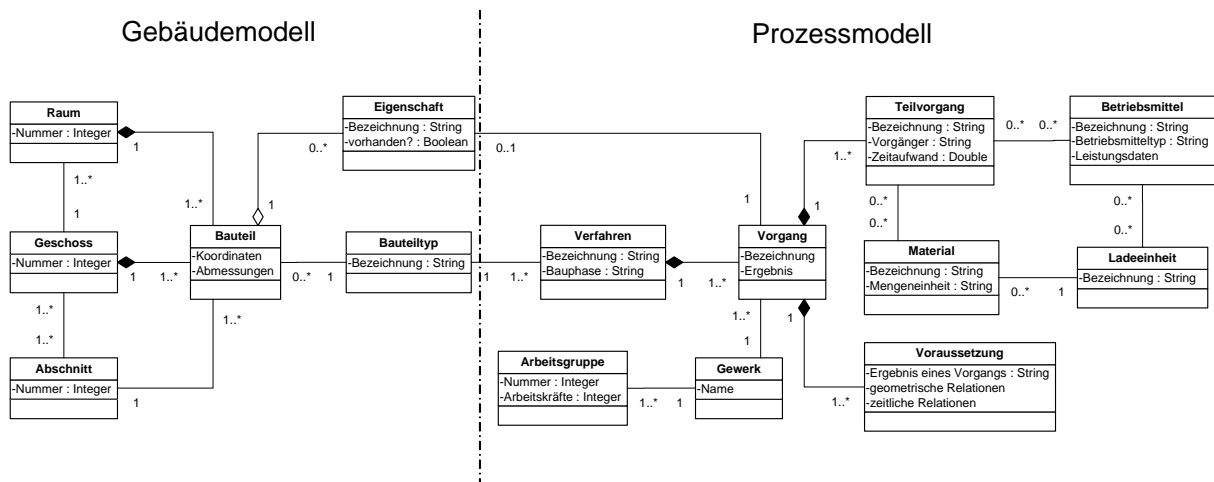 Gebäudemodell
Prozessmodell
Raum
-Nummer : Integer
1
1..*
1..*
1
Geschoss
-Nummer : Integer
1
1..*
1..*
1..*
Abschnitt
-Nummer : Integer
1
1..*
Bauteil
-Koordinaten
-Abmessungen
0..*
1
1
0..*
Eigenschaft
-Bezeichnung : String
-vorhanden? : Boolean
0..1
1
Bauteiltyp
-Bezeichnung : String
1
1..*
Verfahren
-Bezeichnung : String
-Bauphase : String
1
1..*
Vorgang
-Bezeichnung
-Ergebnis
1
1..*
1
1..*
1..*
1
Arbeitsgruppe
-Nummer : Integer
-Arbeitskräfte : Integer
1..*
1
Gewerk
-Name
Teilvorgang
-Bezeichnung : String
-Vorgänger : String
-Zeitaufwand : Double
0..*
0..*
Betriebsmittel
-Bezeichnung : String
-Betriebsmitteltyp : String
-Leistungsdaten
0..*
0..*
0..*
0..*
Material
-Bezeichnung : String
-Mengeneinheit : String
0..*
1
Ladeeinheit
-Bezeichnung : String
Voraussetzung
-Ergebnis eines Vorgangs : String
-geometrische Relationen
-zeitliche Relationen